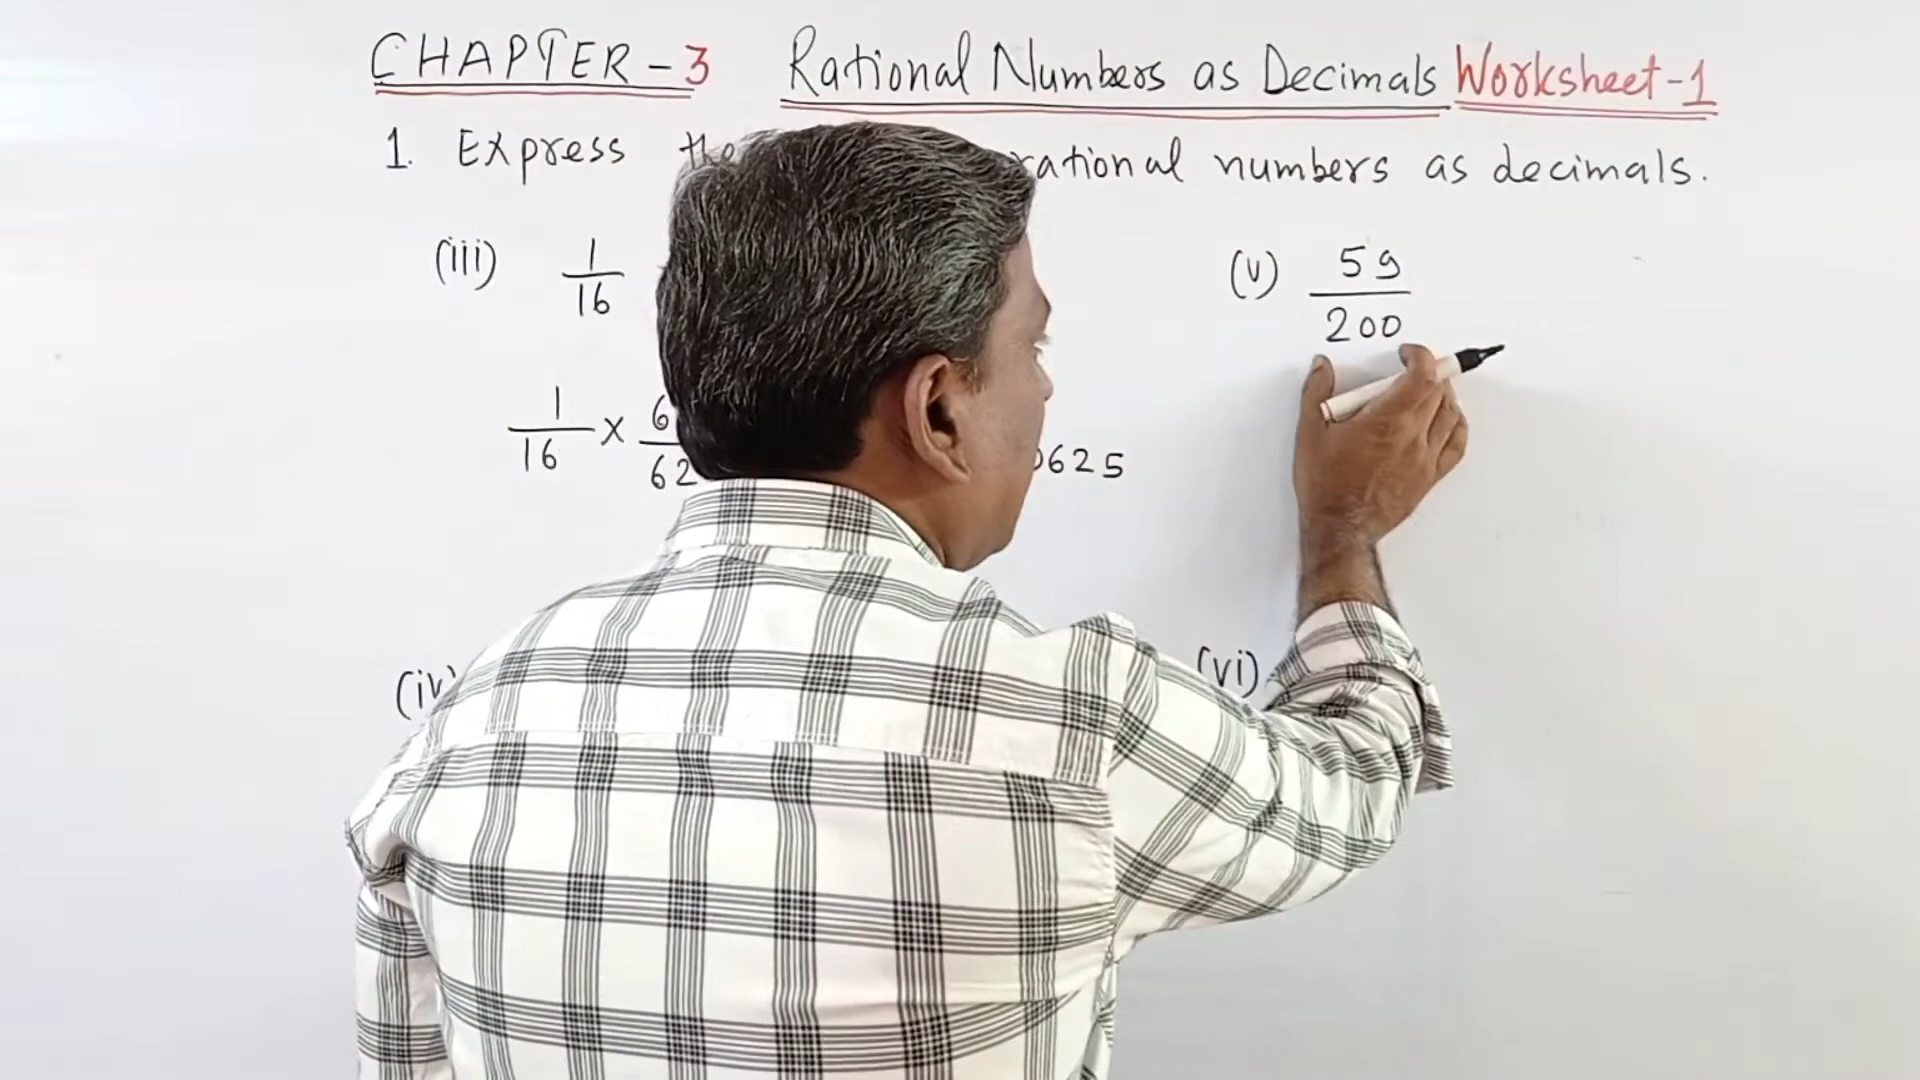 CHAPTER-3 Rational Numbers as Decimals Worksheet-1
1. Express the rational numbers as decimals.
(iii) 1/16
1/16 × 6 62 0625
(v) 59/200
(iv)
(vi)